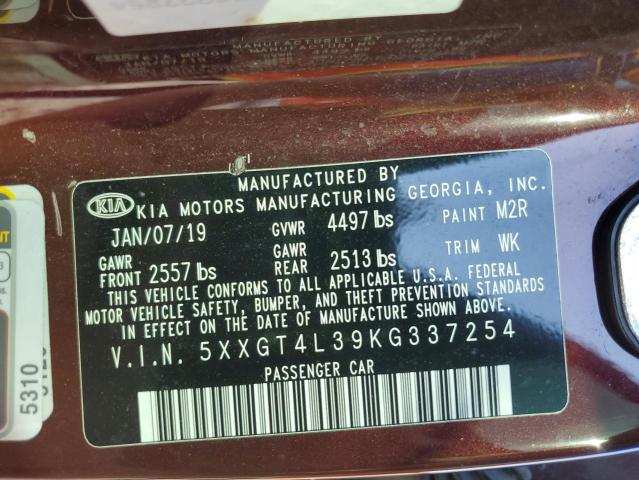 MANUFACTURED BY
KIA KIA MOTORS MANUFACTURING GEORGIA, INC.
JAN/07/19 GVWR 4497 lbs PAINT M2R
GAWR FRONT 2557 lbs GAWR REAR 2513 lbs TRIM WK
THIS VEHICLE CONFORMS TO ALL APPLICABLE U.S.A. FEDERAL
MOTOR VEHICLE SAFETY, BUMPER, AND THEFT PREVENTION STANDARDS
IN EFFECT ON THE DATE OF MANUFACTURE SHOWN ABOVE.
V.I.N. 5XXGT4L39KG337254
PASSENGER CAR
5310